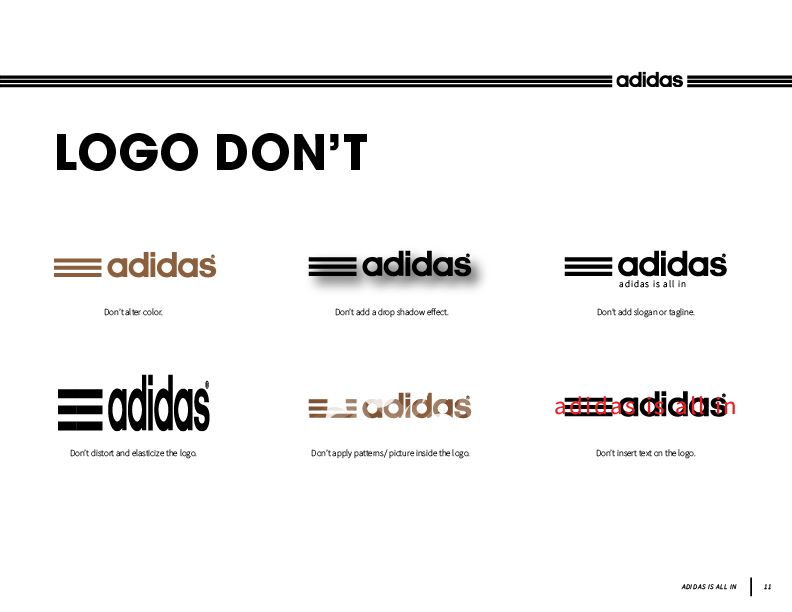 adidas
LOGO DON'T
adidas®
adidas®
adidas®
adidas is all in
Don't alter color.
Don't add a drop shadow effect.
Don't add slogan or tagline.
adidas®
adidas®
adidas®
adidas is all in
Don't distort and elasticize the logo.
Don't apply patterns/ picture inside the logo.
Don't insert text on the logo.
ADIDAS IS ALL IN
11